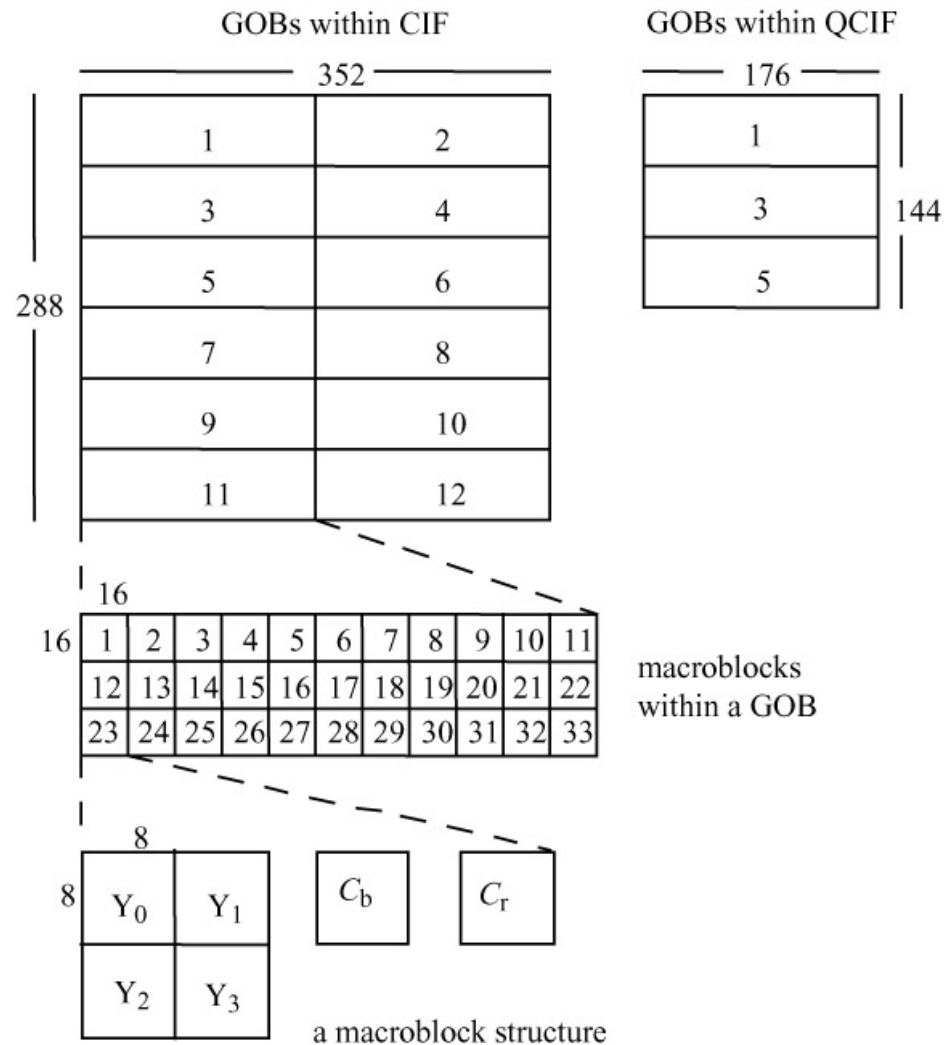 GOBs within CIF
GOBs within QCIF
352
176
1 2
1
3 4
3
144
5 6
5
288
7 8
9 10
11 12
16
16 1 2 3 4 5 6 7 8 9 10 11
12 13 14 15 16 17 18 19 20 21 22
23 24 25 26 27 28 29 30 31 32 33
macroblocks
within a GOB
8
8 Y0 Y1
Cb
Cr
Y2 Y3
a macroblock structure